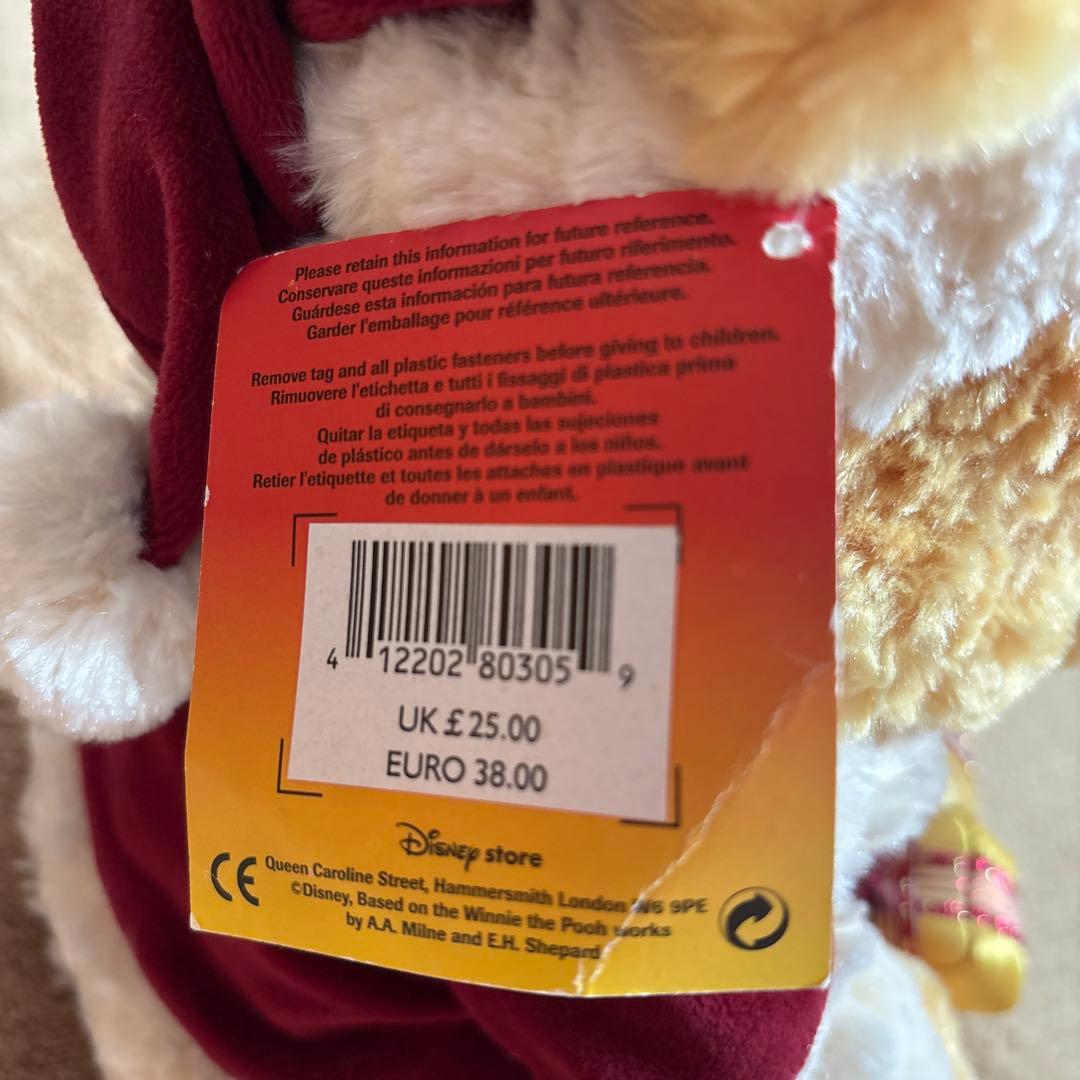 Please retain this information for future reference.
Conservare queste informazioni per futuro riferimento.
Guárdese esta información para futura referencia.
Garder l'emballage pour référence ultérieure.
Remove tag and all plastic fasteners before giving to children.
Rimuovere l'etichetta e tutti i fissaggi di plastica prima
di consegnarlo a bambini.
Quitar la etiqueta y todas las sujeciones
de plástico antes de dárselo a los niños.
Retier l'etiquette et toutes les attaches en plastique avant
de donner à un enfant.
4 12202 80305 9
UK £25.00
EURO 38.00
Disney store
CE
Queen Caroline Street, Hammersmith London W6 9PE
©Disney, Based on the Winnie the Pooh works
by A.A. Milne and E.H. Shepard